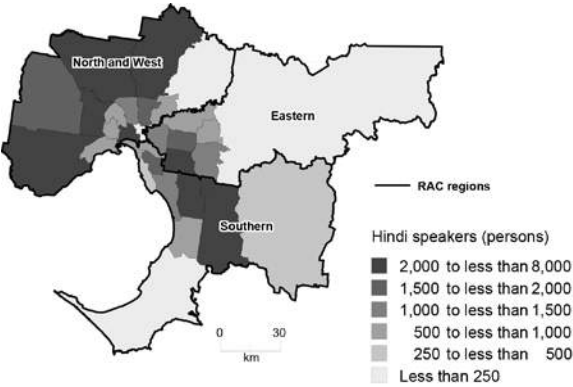 North and West
Eastern
RAC regions
Southern
Hindi speakers (persons)
2,000 to less than 8,000
1,500 to less than 2,000
1,000 to less than 1,500
500 to less than 1,000
250 to less than 500
Less than 250
0 30
km